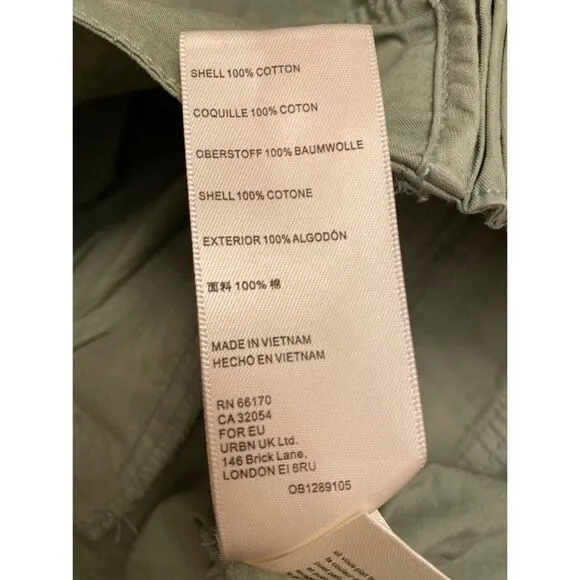 SHELL 100% COTTON
COQUILLE 100% COTON
OBERSTOFF 100% BAUMWOLLE
SHELL 100% COTONE
EXTERIOR 100% ALGODÓN
面料 100% 棉
MADE IN VIETNAM
HECHO EN VIETNAM
RN 66170
CA 32054
FOR EU
URBN UK Ltd.
146 Brick Lane,
LONDON EI 6RU
OB1289105
la couleur